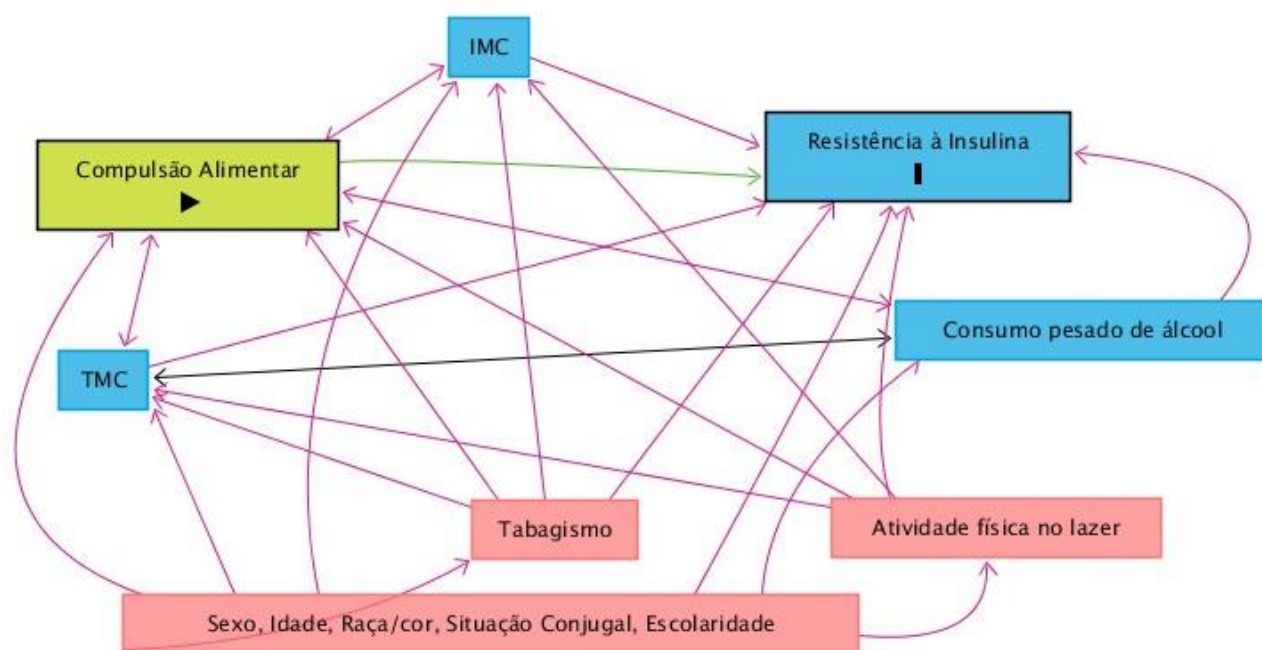 IMC
Resistência à Insulina
Compulsão Alimentar
Consumo pesado de álcool
TMC
Tabagismo
Atividade física no lazer
Sexo, Idade, Raça/cor, Situação Conjugal, Escolaridade